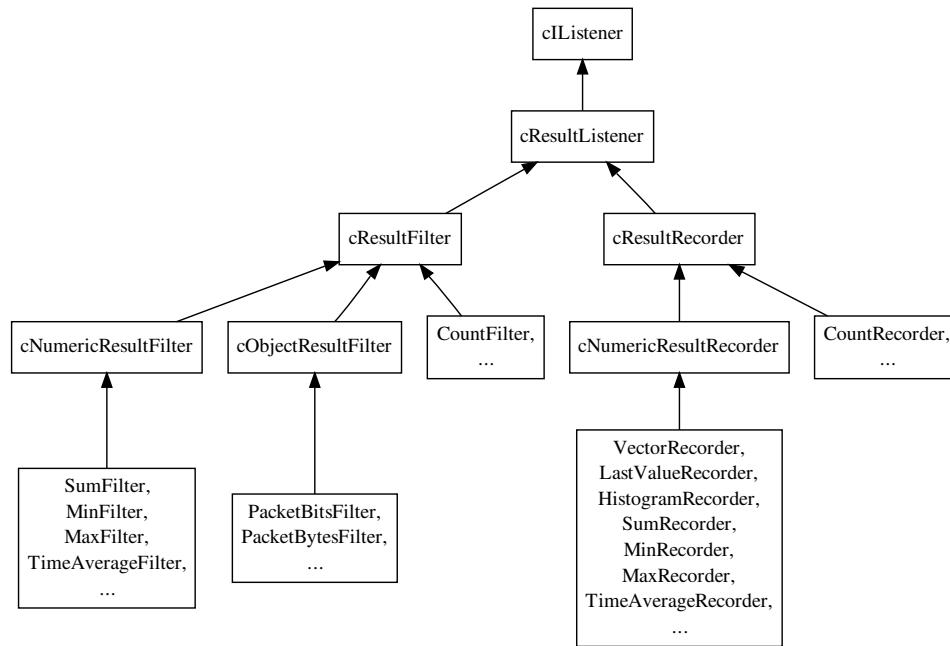 cIListener
cResultListener
cResultFilter
cResultRecorder
cNumericResultFilter
cObjectResultFilter
CountFilter,
...
cNumericResultRecorder
CountRecorder,
...
SumFilter,
MinFilter,
MaxFilter,
TimeAverageFilter,
...
PacketBitsFilter,
PacketBytesFilter,
...
VectorRecorder,
LastValueRecorder,
HistogramRecorder,
SumRecorder,
MinRecorder,
MaxRecorder,
TimeAverageRecorder,
...